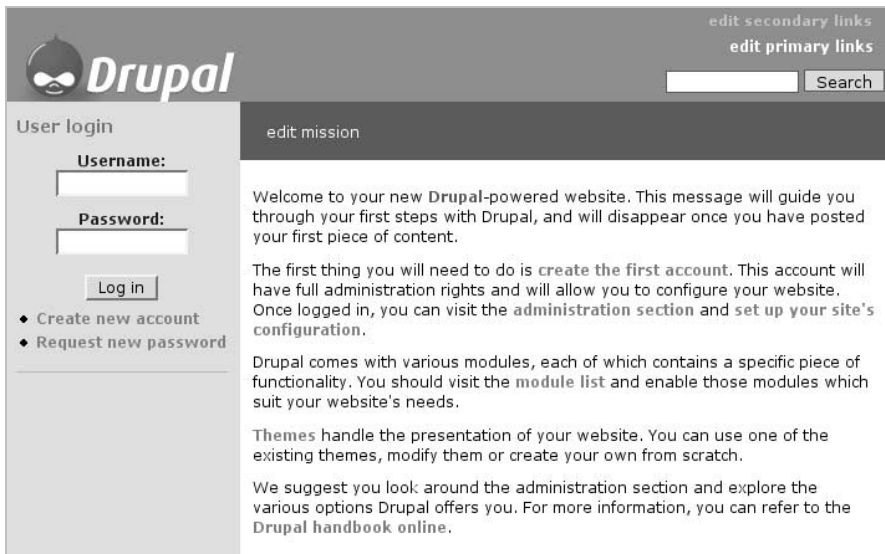 edit secondary links
edit primary links
Drupal
Search
User login
Username:
Password:
Log in
Create new account
Request new password
edit mission
Welcome to your new Drupal-powered website. This message will guide you
through your first steps with Drupal, and will disappear once you have posted
your first piece of content.
The first thing you will need to do is create the first account. This account will
have full administration rights and will allow you to configure your website.
Once logged in, you can visit the administration section and set up your site's
configuration.
Drupal comes with various modules, each of which contains a specific piece of
functionality. You should visit the module list and enable those modules which
suit your website's needs.
Themes handle the presentation of your website. You can use one of the
existing themes, modify them or create your own from scratch.
We suggest you look around the administration section and explore the
various options Drupal offers you. For more information, you can refer to the
Drupal handbook online.